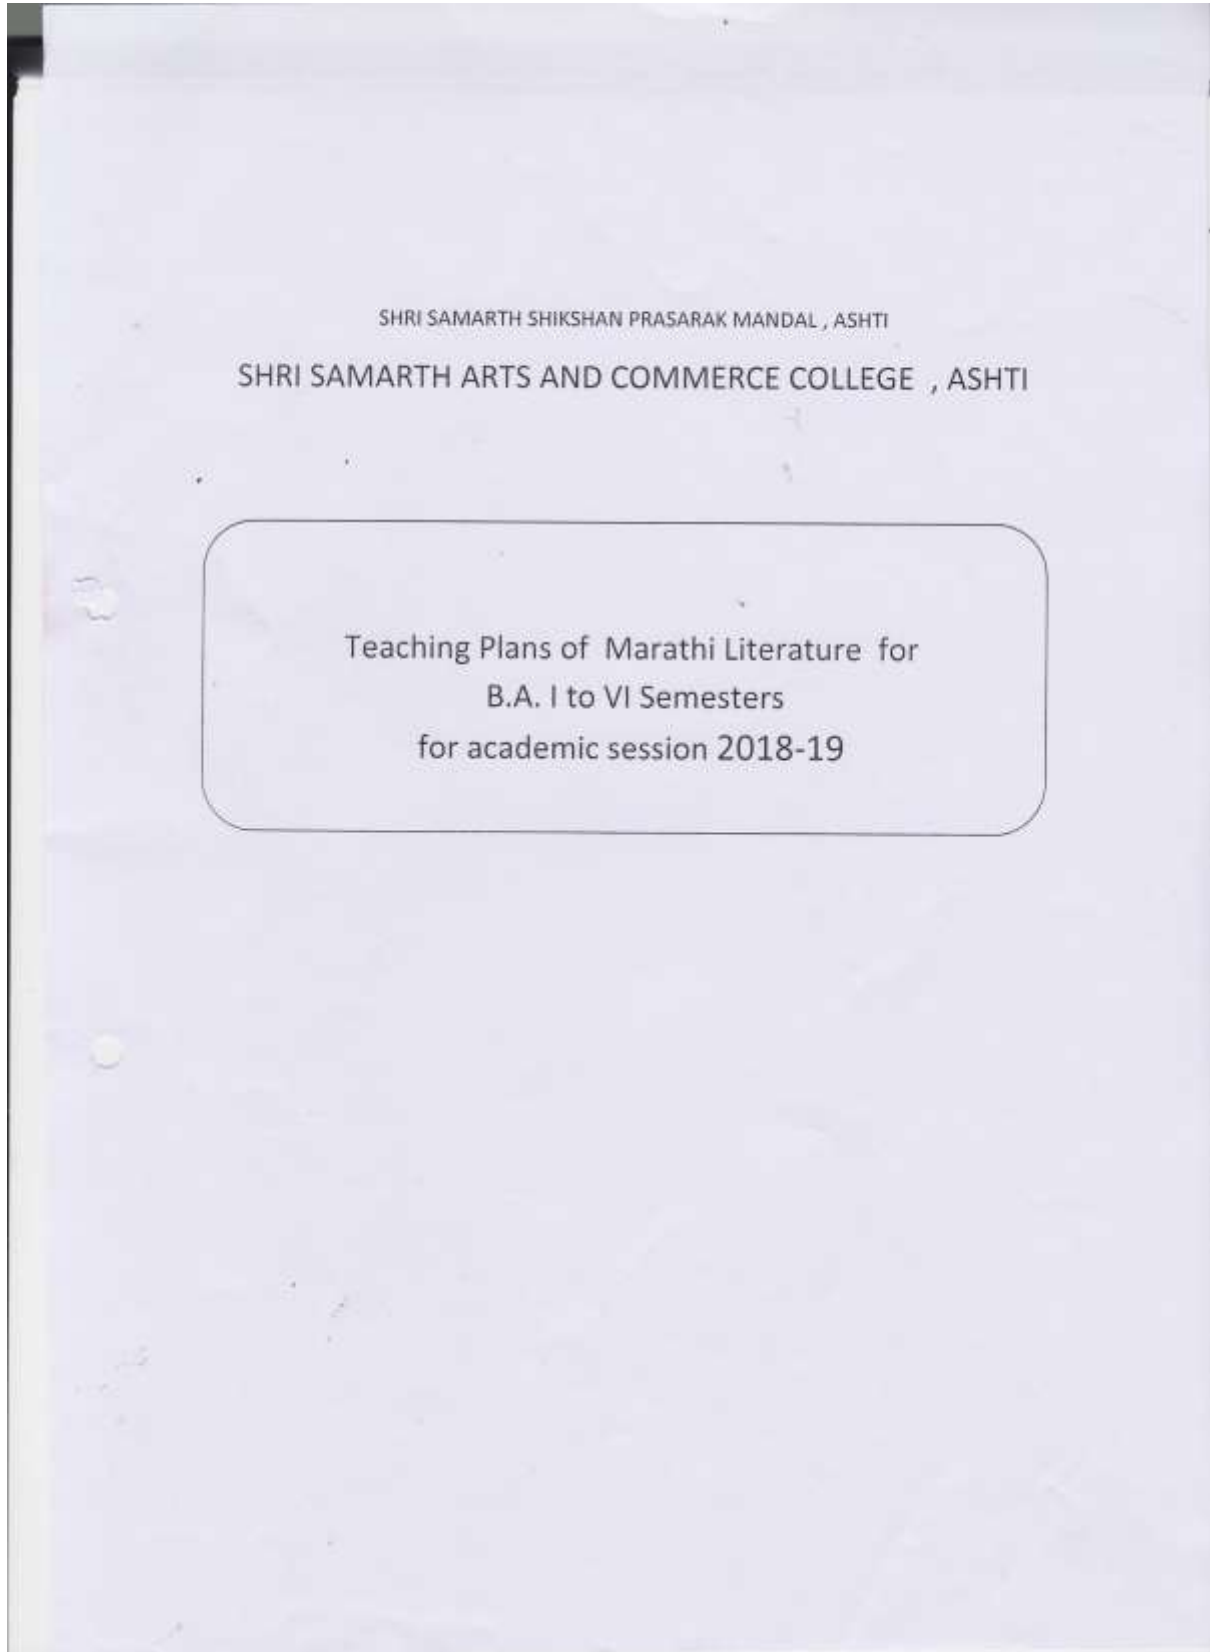 SHRI SAMARTH SHIKSHAN PRASARAK MANDAL , ASHTI
SHRI SAMARTH ARTS AND COMMERCE COLLEGE , ASHTI
Teaching Plans of Marathi Literature for
B.A. I to VI Semesters
for academic session 2018-19